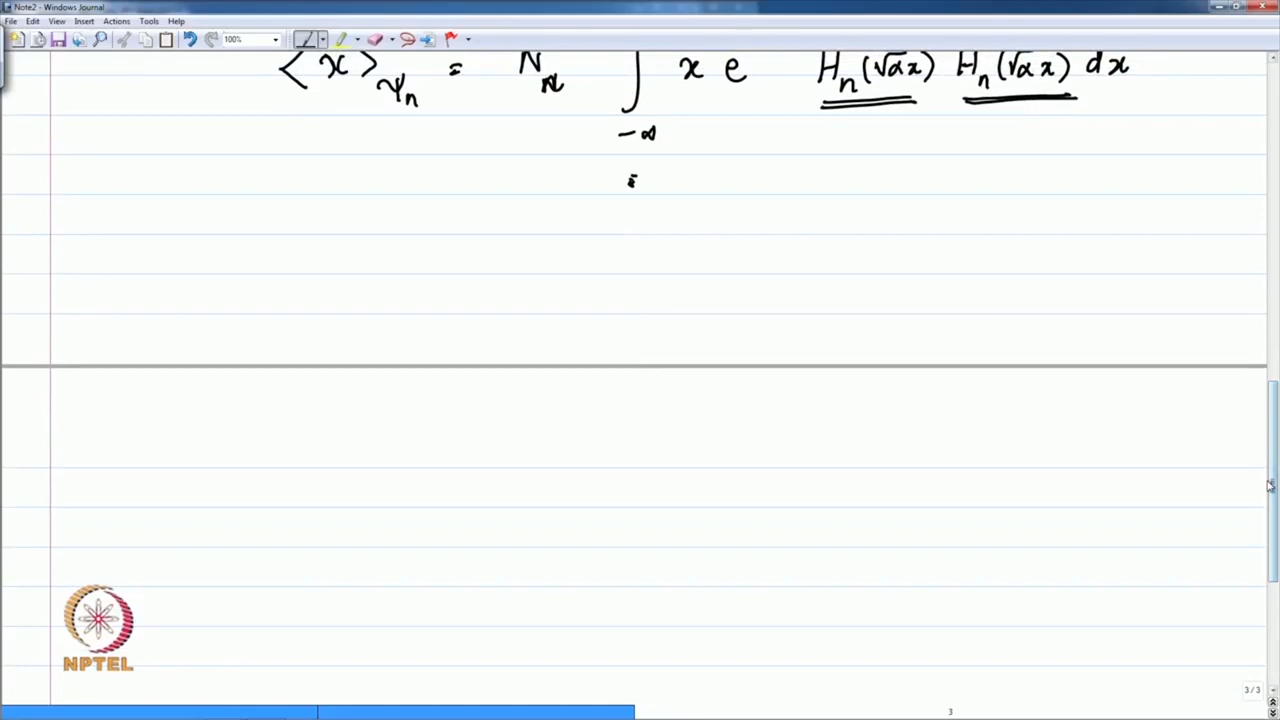 Note2 - Windows Journal
File Edit View Insert Actions Tools Help
100%
< x >ψn = Nn ∫ x e Hn(√αx) Hn(√αx) dx
-∞
=
NPTEL
3/3
3